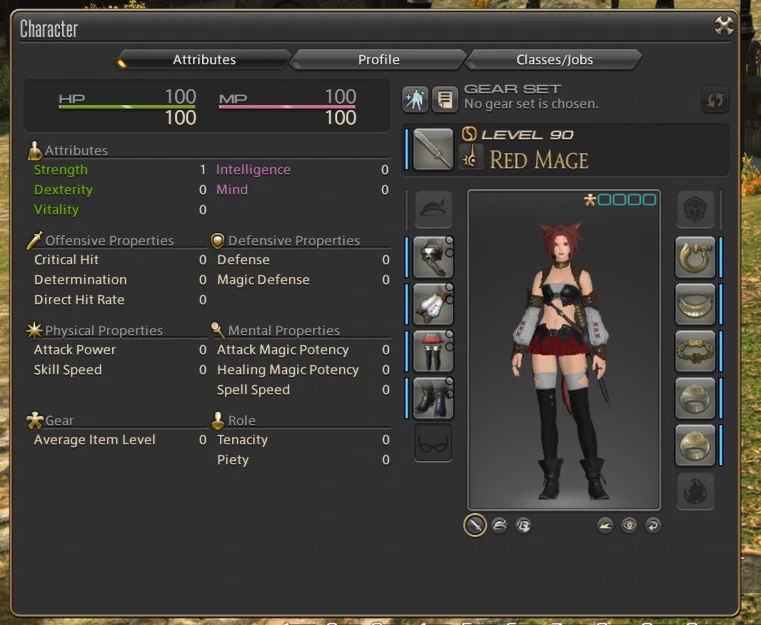 Character
Attributes Profile Classes/Jobs
HP 100 MP 100
100 100
GEAR SET
No gear set is chosen.
LEVEL 90
RED MAGE
Attributes
Strength 1 Intelligence 0
Dexterity 0 Mind 0
Vitality 0
Offensive Properties Defensive Properties
Critical Hit 0 Defense 0
Determination 0 Magic Defense 0
Direct Hit Rate 0
Physical Properties Mental Properties
Attack Power 0 Attack Magic Potency 0
Skill Speed 0 Healing Magic Potency 0
Spell Speed 0
Gear Role
Average Item Level 0 Tenacity 0
Piety 0